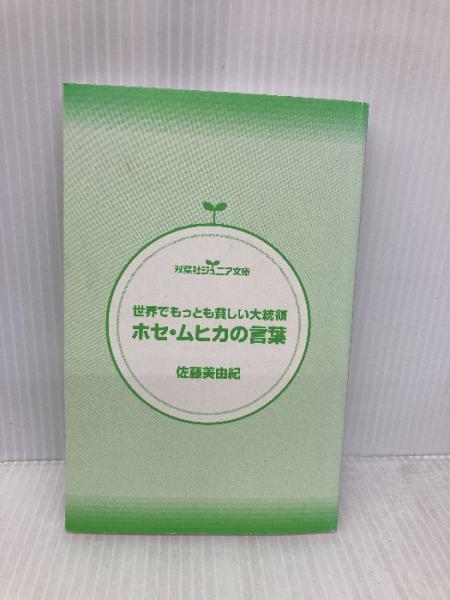 双葉社ジュニア文庫
世界でもっとも貧しい大統領
ホセ・ムヒカの言葉
佐藤美由紀